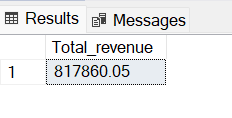 Results Messages
Total_revenue
1 817860.05